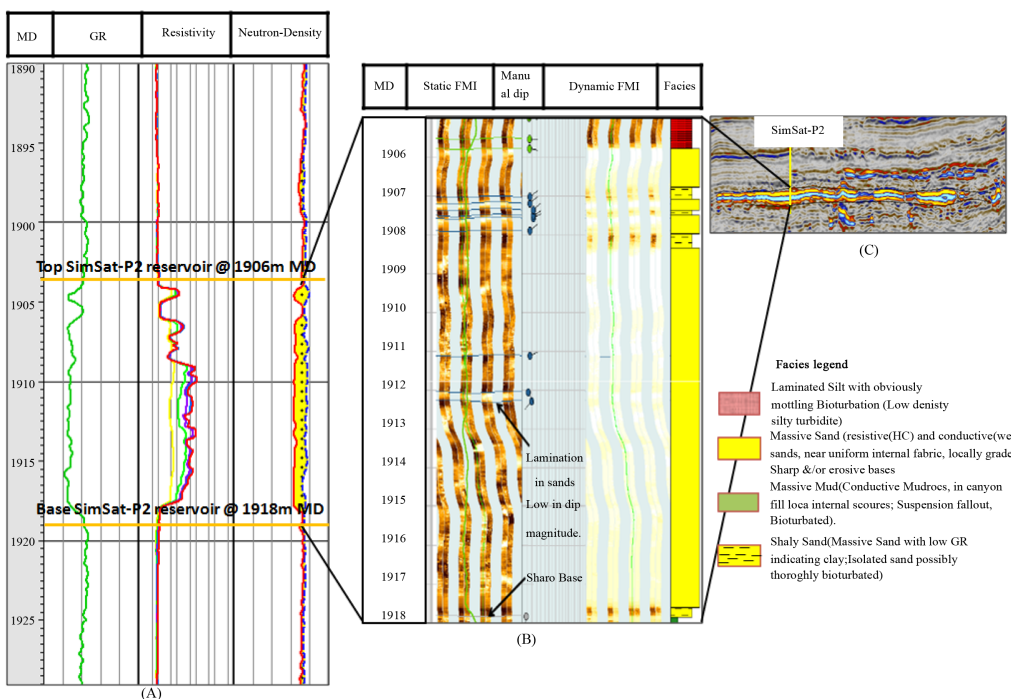 MD
GR
Resistivity
Neutron-Density
1890
1895
1900
Top SimSat-P2 reservoir @ 1906m MD
1905
1910
1915
Base SimSat-P2 reservoir @ 1918m MD
1920
1925
(A)
MD
Static FMI
Manu
al dip
Dynamic FMI
Facies
1906
1907
1908
1909
1910
1911
1912
1913
1914
1915
1916
1917
1918
Lamination
in sands
Low in dip
magnitude.
Sharo Base
(B)
SimSat-P2
(C)
Facies legend
Laminated Silt with obviously
mottling Bioturbation (Low denisty
silty turbidite)
Massive Sand (resistive(HC) and conductive(we
sands, near uniform internal fabric, locally grade
Sharp &/or erosive bases
Massive Mud(Conductive Mudrocs, in canyon
fill loca internal scoures; Suspension fallout,
Bioturbated).
Shaly Sand(Massive Sand with low GR
indicating clay;Isolated sand possibly
thoroghly bioturbated)